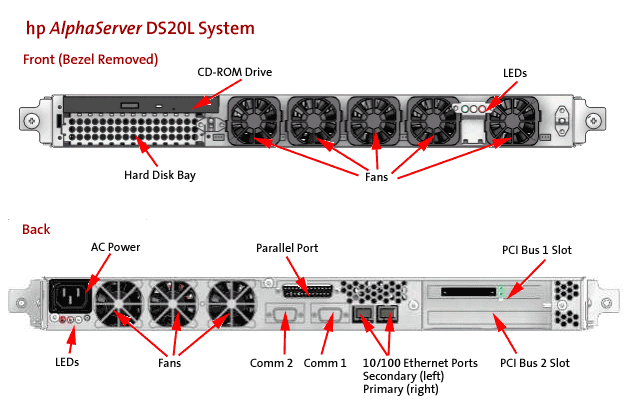 hp AlphaServer DS20L System
Front (Bezel Removed)
CD-ROM Drive
LEDs
Hard Disk Bay
Fans
Back
AC Power
Parallel Port
PCI Bus 1 Slot
LEDs
Fans
Comm 2
Comm 1
10/100 Ethernet Ports
Secondary (left)
Primary (right)
PCI Bus 2 Slot